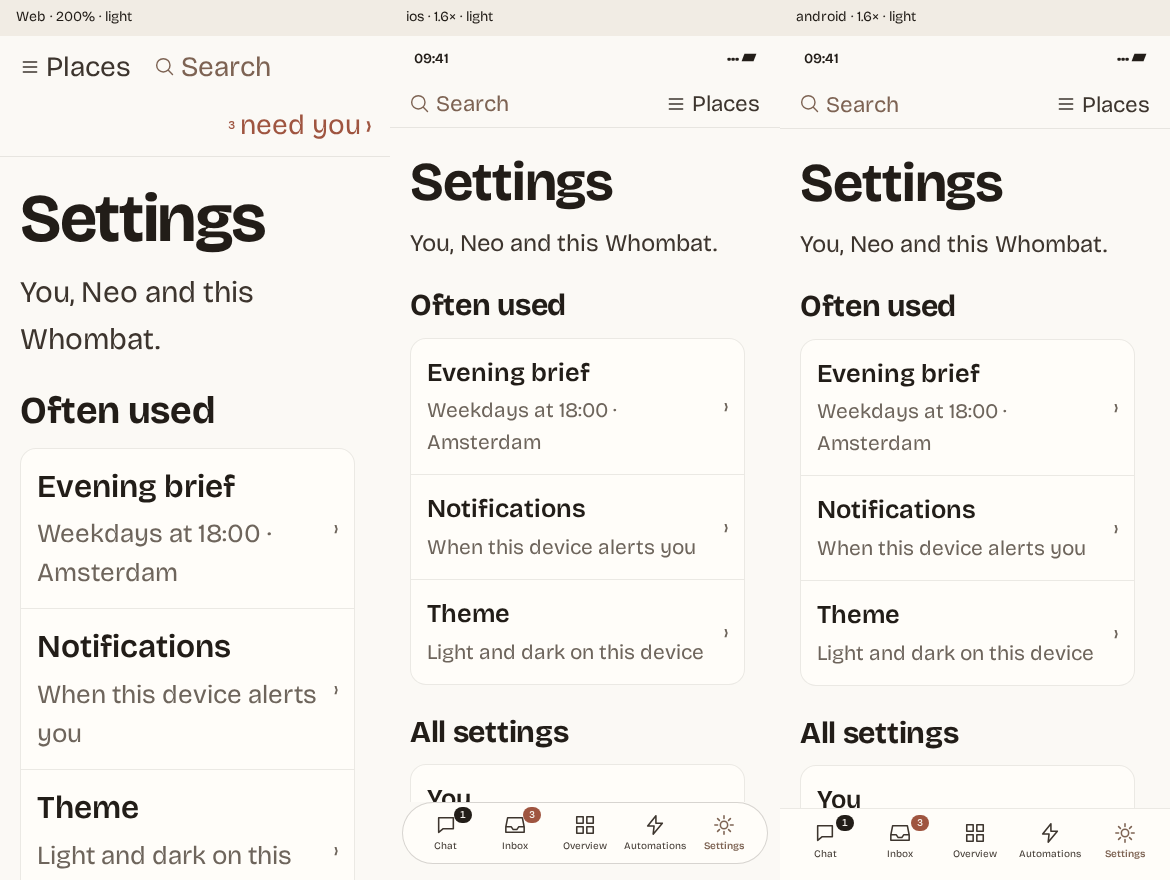 Web · 200% · light
Places Search
3 need you ›
Settings
You, Neo and this
Whombat.
Often used
Evening brief
Weekdays at 18:00 ·
Amsterdam
›
Notifications
When this device alerts
you
›
Theme
Light and dark on this
›
ios · 1.6× · light
09:41
Search Places
Settings
You, Neo and this Whombat.
Often used
Evening brief
Weekdays at 18:00 ·
Amsterdam
›
Notifications
When this device alerts you
›
Theme
Light and dark on this device
›
All settings
You
1 3
Chat Inbox Overview Automations Settings
android · 1.6× · light
09:41
Search Places
Settings
You, Neo and this Whombat.
Often used
Evening brief
Weekdays at 18:00 ·
Amsterdam
›
Notifications
When this device alerts you
›
Theme
Light and dark on this device
›
All settings
You
1 3
Chat Inbox Overview Automations Settings